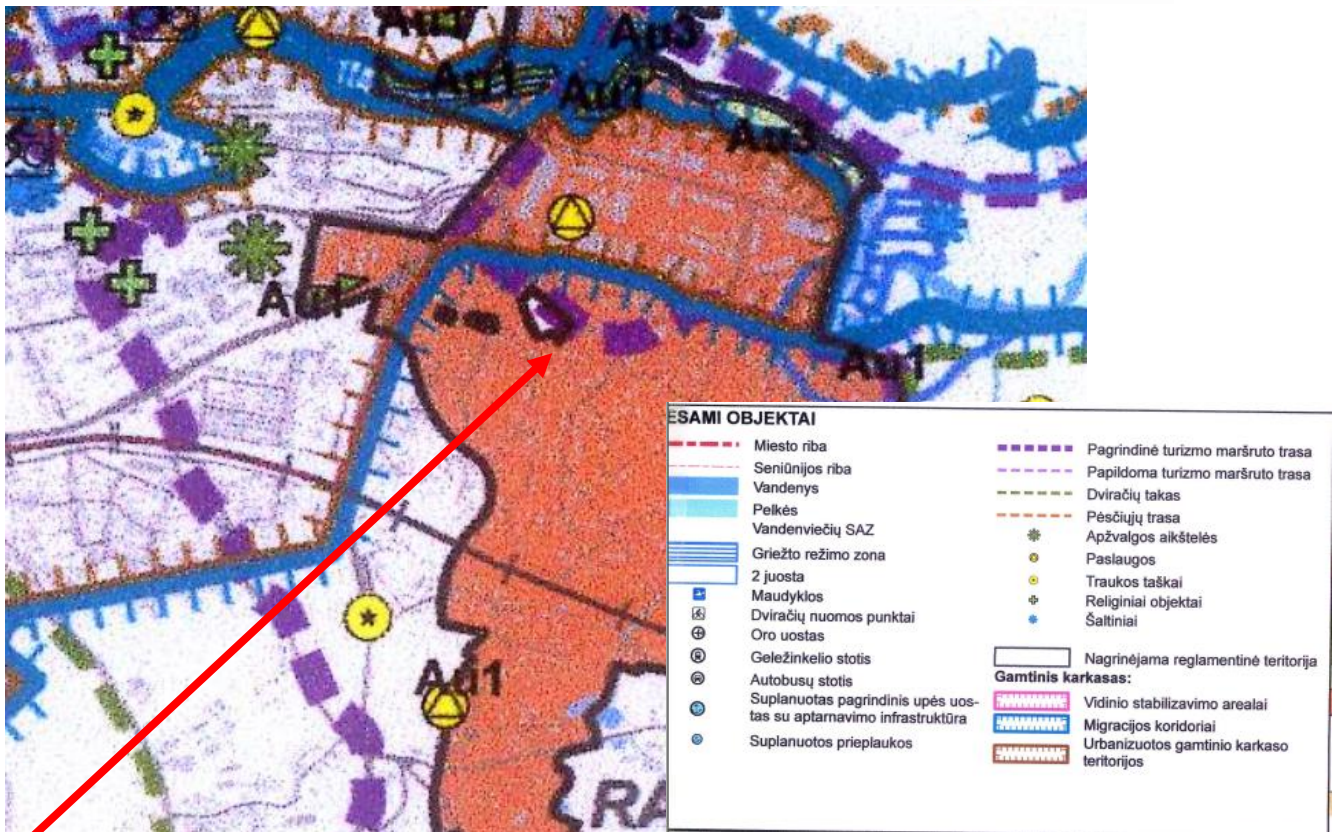 Au3
Au1
Au1
Au3
Au1
Au1
Au1
RA
ESAMI OBJEKTAI
Miesto riba
Seniūnijos riba
Vandenys
Pelkės
Vandenviečių SAZ
Griežto režimo zona
2 juosta
Maudyklos
Dviračių nuomos punktai
Oro uostas
Geležinkelio stotis
Autobusų stotis
Suplanuotas pagrindinis upės uos-
tas su aptarnavimo infrastruktūra
Suplanuotos prieplaukos
Pagrindinė turizmo maršruto trasa
Papildoma turizmo maršruto trasa
Dviračių takas
Pėsčiųjų trasa
Apžvalgos aikštelės
Paslaugos
Traukos taškai
Religiniai objektai
Šaltiniai
Nagrinėjama reglamentinė teritorija
Gamtinis karkasas:
Vidinio stabilizavimo arealai
Migracijos koridoriai
Urbanizuotos gamtinio karkaso
teritorijos